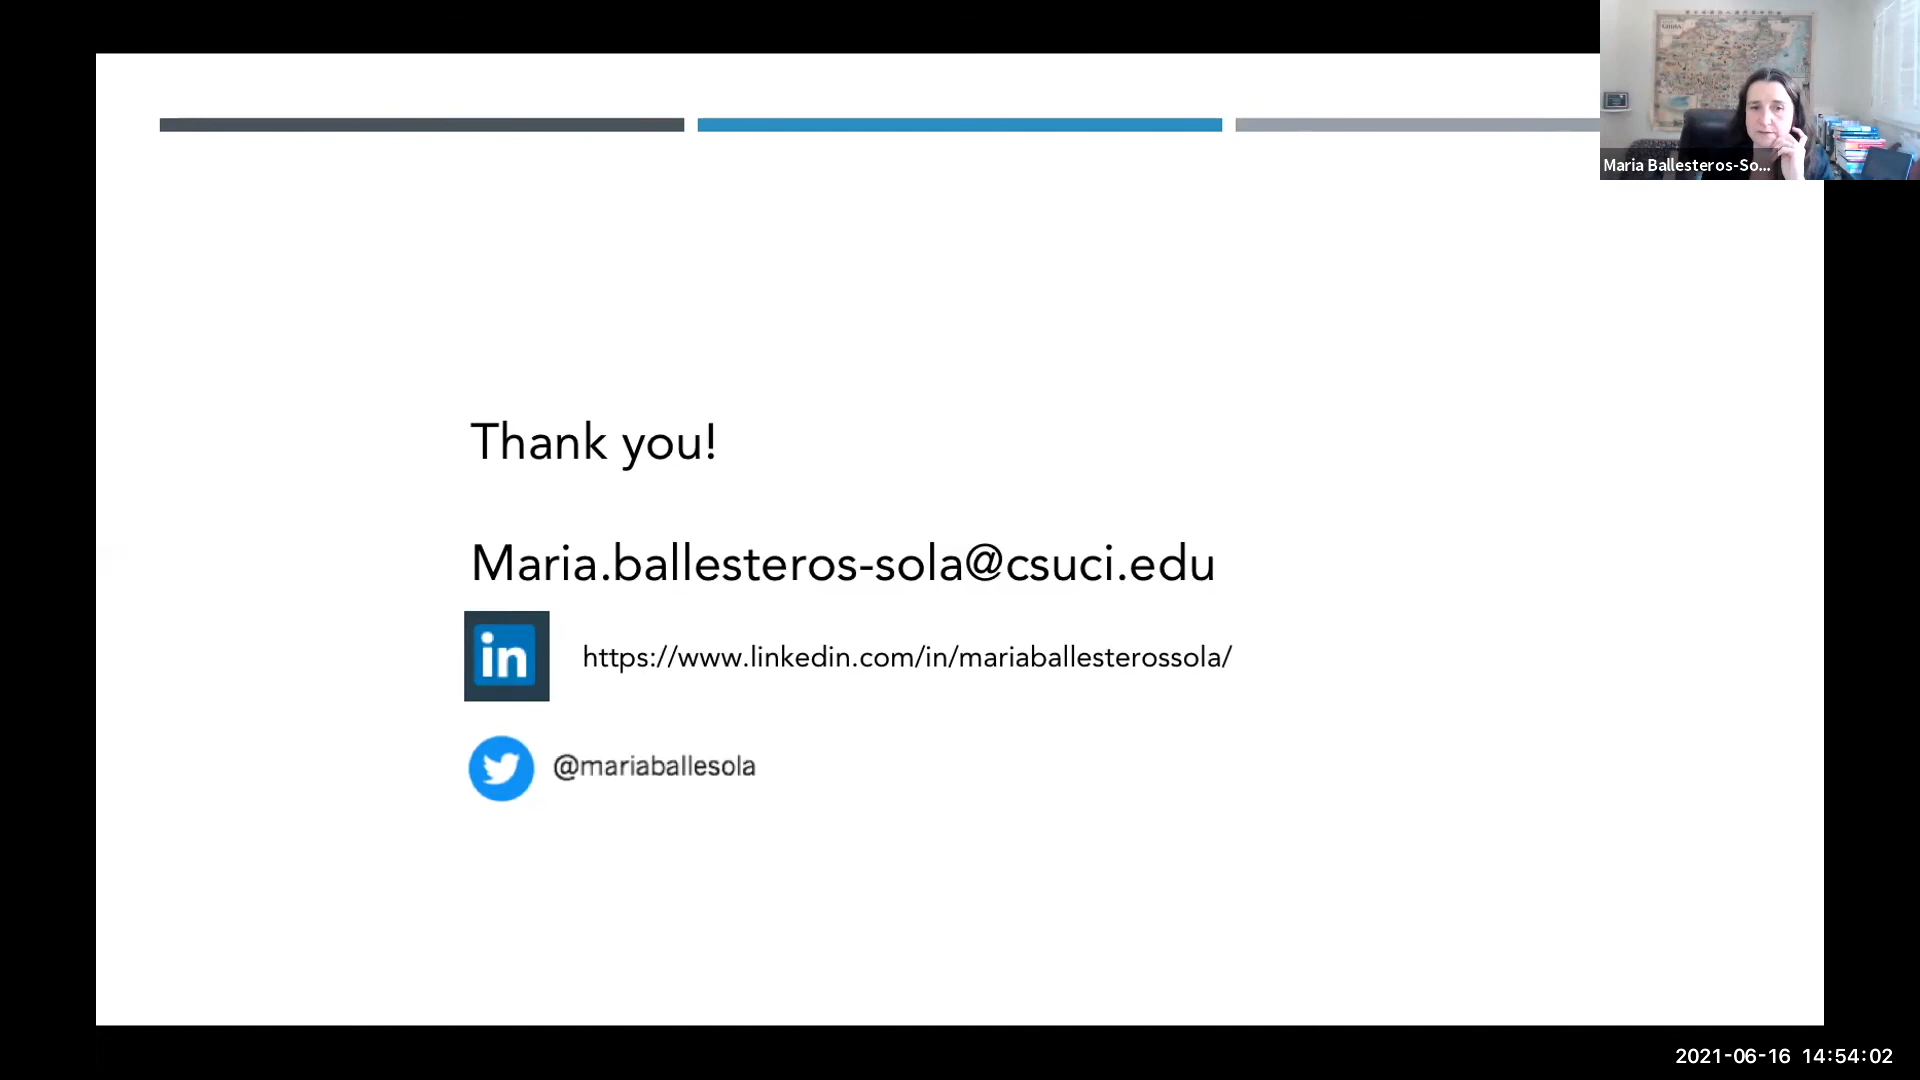 Maria Ballesteros-So...
Thank you!
Maria.ballesteros-sola@csuci.edu
in
https://www.linkedin.com/in/mariaballesterossola/
@mariaballesola
2021-06-16 14:54:02